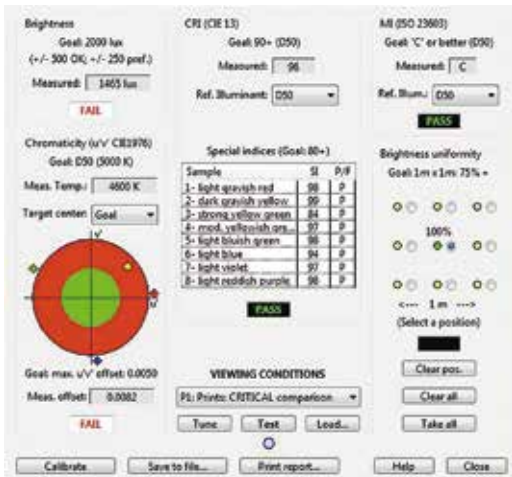 Brightness
Goal: 2000 lux
(+/- 500 OK; +/- 250 pref.)
Measured: 1465 lux
FAIL
Chromaticity (u'v' CIE1976)
Goal: D50 (5000 K)
Meas. Temp.: 4600 K
Target center: Goal
v'
u'
Goal: max. u'v' offset: 0.0050
Meas. offset: 0.0082
FAIL
CRI (CIE 13)
Goal: 90+ (D50)
Measured: 96
Ref. Illuminant: D50
Special indices (Goal: 80+)
Sample SI P/F
1- light grayish red 98 P
2- dark grayish yellow 99 P
3- strong yellow green 84 P
4- mod. yellowish gre... 97 P
5- light bluish green 98 P
6- light blue 94 P
7- light violet 97 P
8- light reddish purple 96 P
PASS
VIEWING CONDITIONS
P1: Prints: CRITICAL comparison
Tune Test Load...
MI (ISO 23603)
Goal: 'C' or better (D50)
Measured: C
Ref. Illum.: D50
PASS
Brightness uniformity
Goal: 1m x 1m: 75% +
100%
<--- 1 m --->
(Select a position)
Clear pos.
Clear all
Take all
Calibrate Save to file... Print report... Help Close